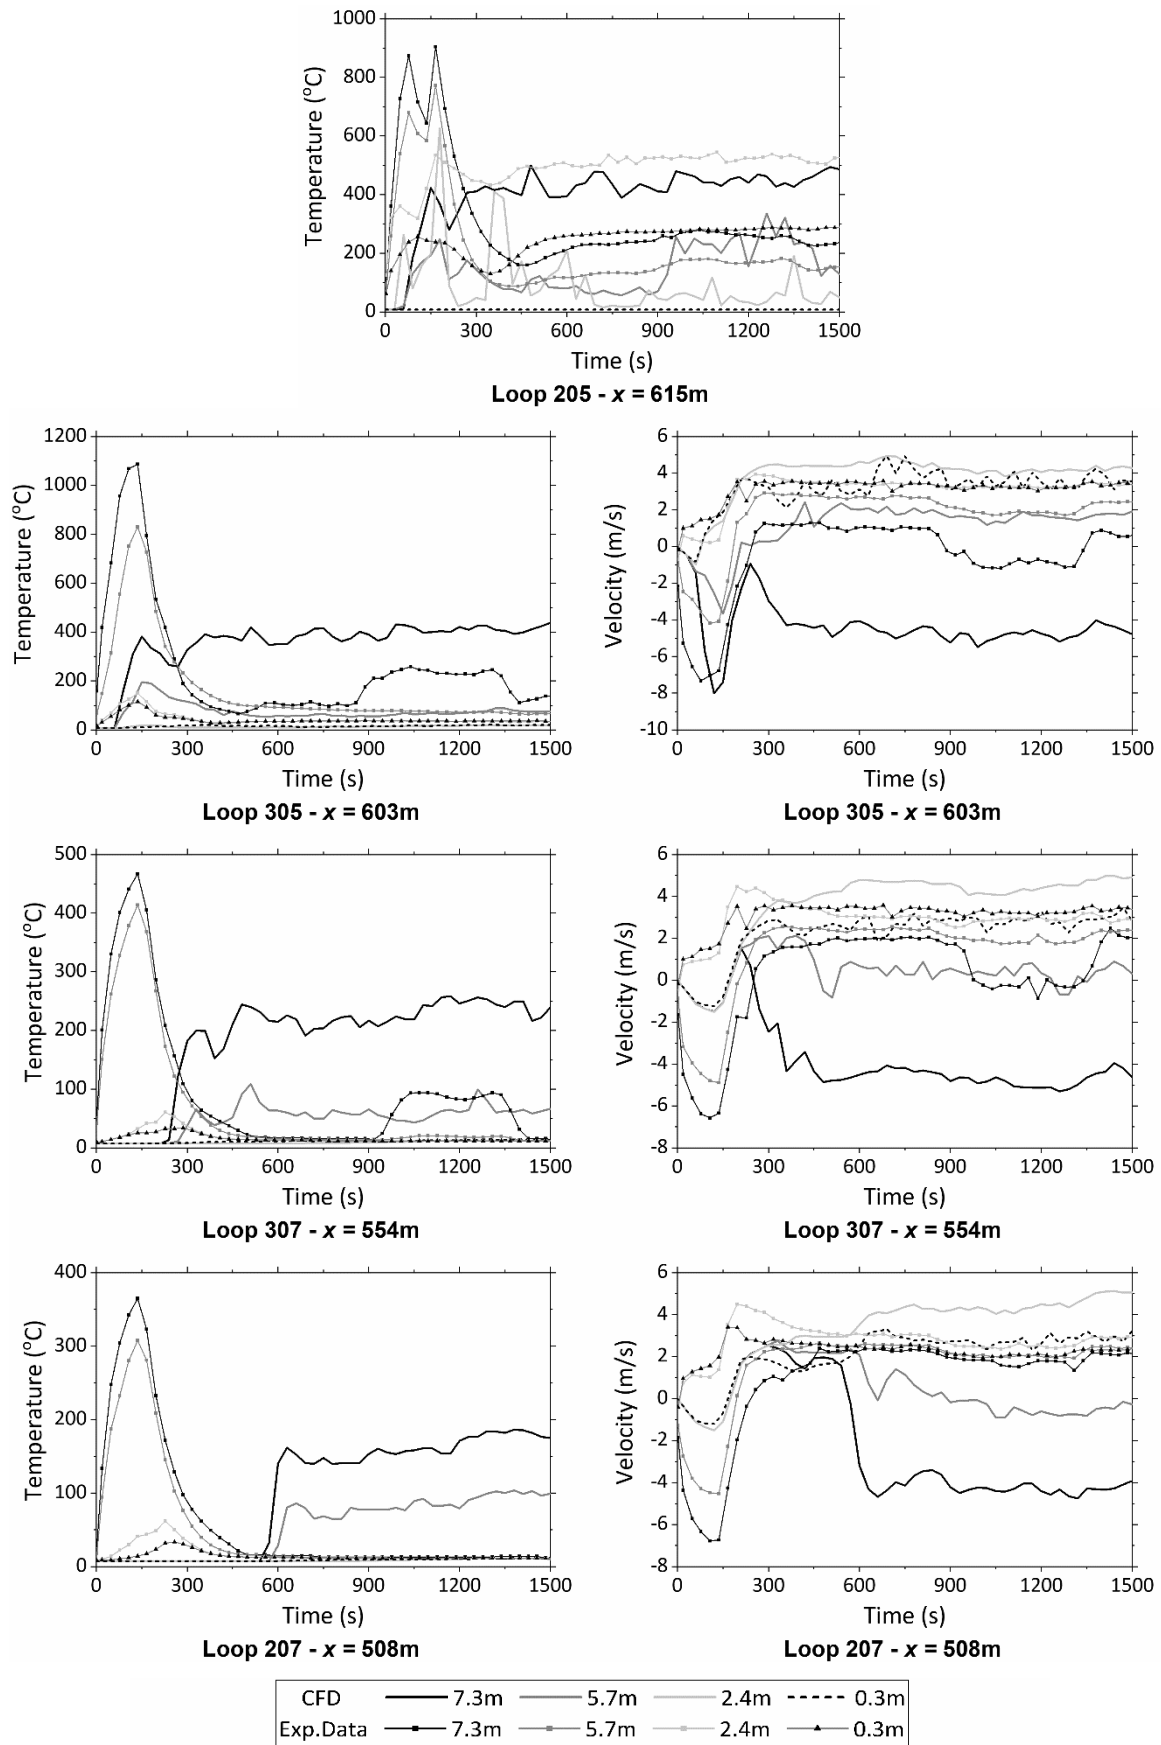 1000
800
600
400
200
0
Temperature (°C)
0 300 600 900 1200 1500
Time (s)
Loop 205 - x = 615m
1200
1000
800
600
400
200
0
Temperature (°C)
0 300 600 900 1200 1500
Time (s)
Loop 305 - x = 603m
6
4
2
0
-2
-4
-6
-8
-10
Velocity (m/s)
0 300 600 900 1200 1500
Time (s)
Loop 305 - x = 603m
500
400
300
200
100
0
Temperature (°C)
0 300 600 900 1200 1500
Time (s)
Loop 307 - x = 554m
6
4
2
0
-2
-4
-6
-8
Velocity (m/s)
0 300 600 900 1200 1500
Time (s)
Loop 307 - x = 554m
400
300
200
100
0
Temperature (°C)
0 300 600 900 1200 1500
Time (s)
Loop 207 - x = 508m
6
4
2
0
-2
-4
-6
-8
Velocity (m/s)
0 300 600 900 1200 1500
Time (s)
Loop 207 - x = 508m
CFD 7.3m 5.7m 2.4m 0.3m
Exp.Data 7.3m 5.7m 2.4m 0.3m